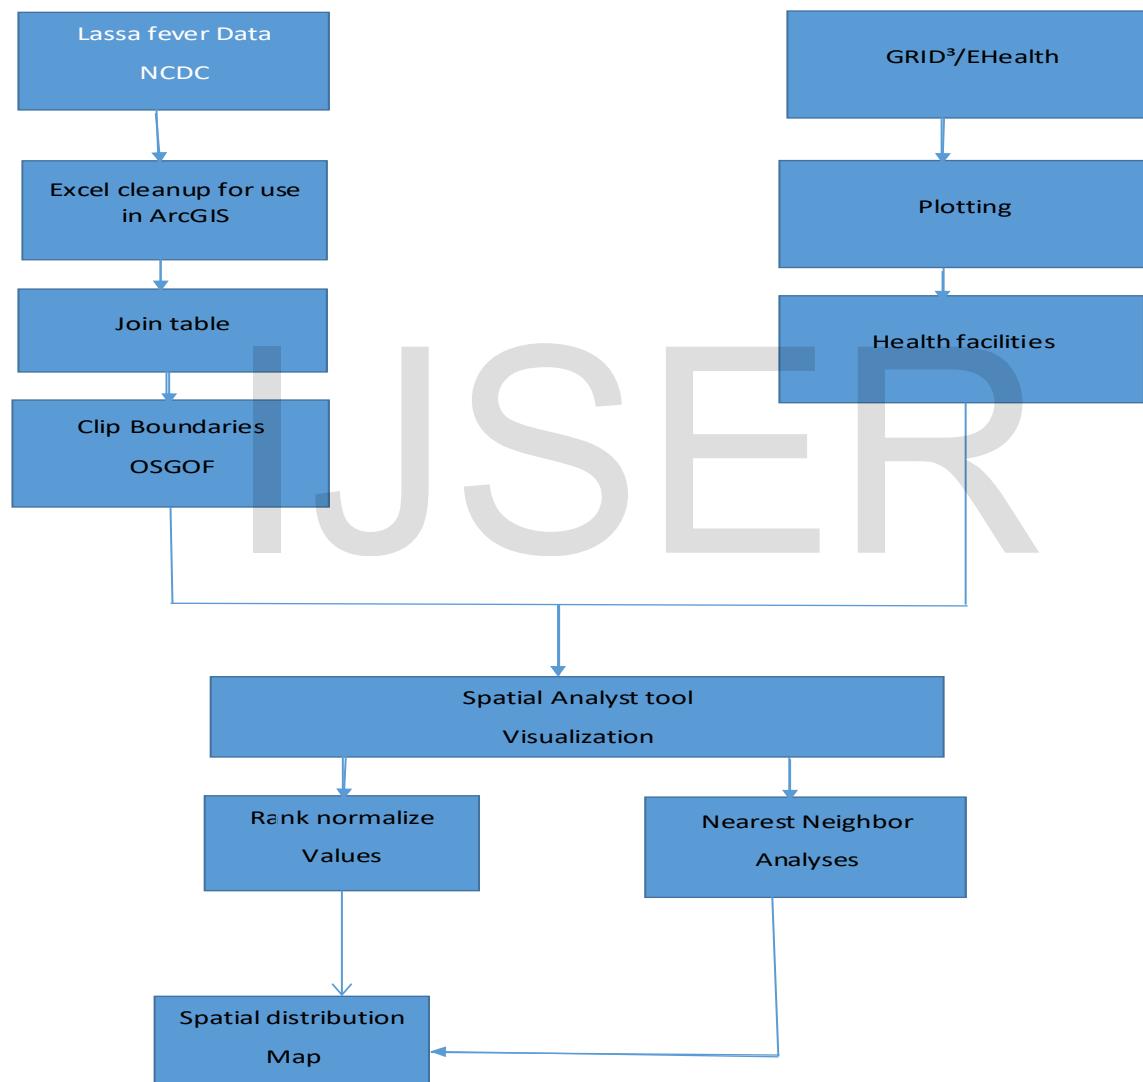 Lassa fever Data
NCDC
GRID³/EHealth
Excel cleanup for use
in ArcGIS
Plotting
Join table
Health facilities
Clip Boundaries
OSGOF
IJSER
Spatial Analyst tool
Visualization
Rank normalize
Values
Nearest Neighbor
Analyses
Spatial distribution
Map